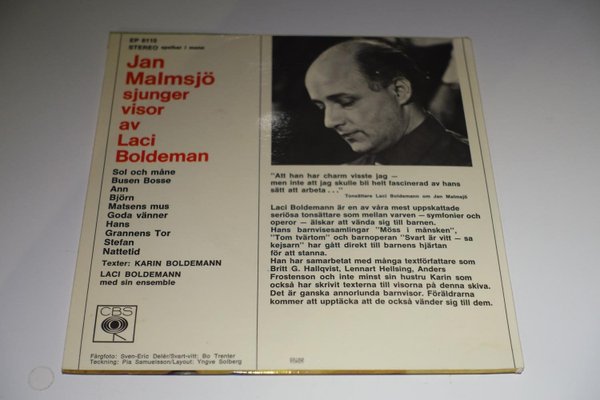 EP 8110
STEREO spelbar i mono
Jan
Malmsjö
sjunger
visor
av
Laci
Boldeman
Sol och måne
Busen Bosse
Ann
Björn
Matsens mus
Goda vänner
Hans
Grannens Tor
Stefan
Nattetid
Texter: KARIN BOLDEMANN
LACI BOLDEMANN
med sin ensemble
CBS
Färgfoto: Sven-Eric Delér/Svart-vitt: Bo Trenter
Teckning: Pia Samuelsson/Layout: Yngve Solberg
"Att han har charm visste jag —
men inte att jag skulle bli helt fascinerad av hans
sätt att arbeta . . ."
Tonsättare Laci Boldemann om Jan Malmsjö
Laci Boldemann är en av våra mest uppskattade
seriösa tonsättare som mellan varven — symfonier och
operor — älskar att vända sig till barnen.
Hans barnvisesamlingar "Möss i månsken",
"Tom tvärtom" och barnoperan "Svart är vitt — sa
kejsarn" har gått direkt till barnens hjärtan
för att stanna.
Han har samarbetat med många textförfattare som
Britt G. Hallqvist, Lennart Hellsing, Anders
Frostenson och inte minst sin hustru Karin som
också har skrivit texterna till visorna på denna skiva.
Det är ganska annorlunda barnvisor. Föräldrarna
kommer att upptäcka att de också vänder sig till dem.